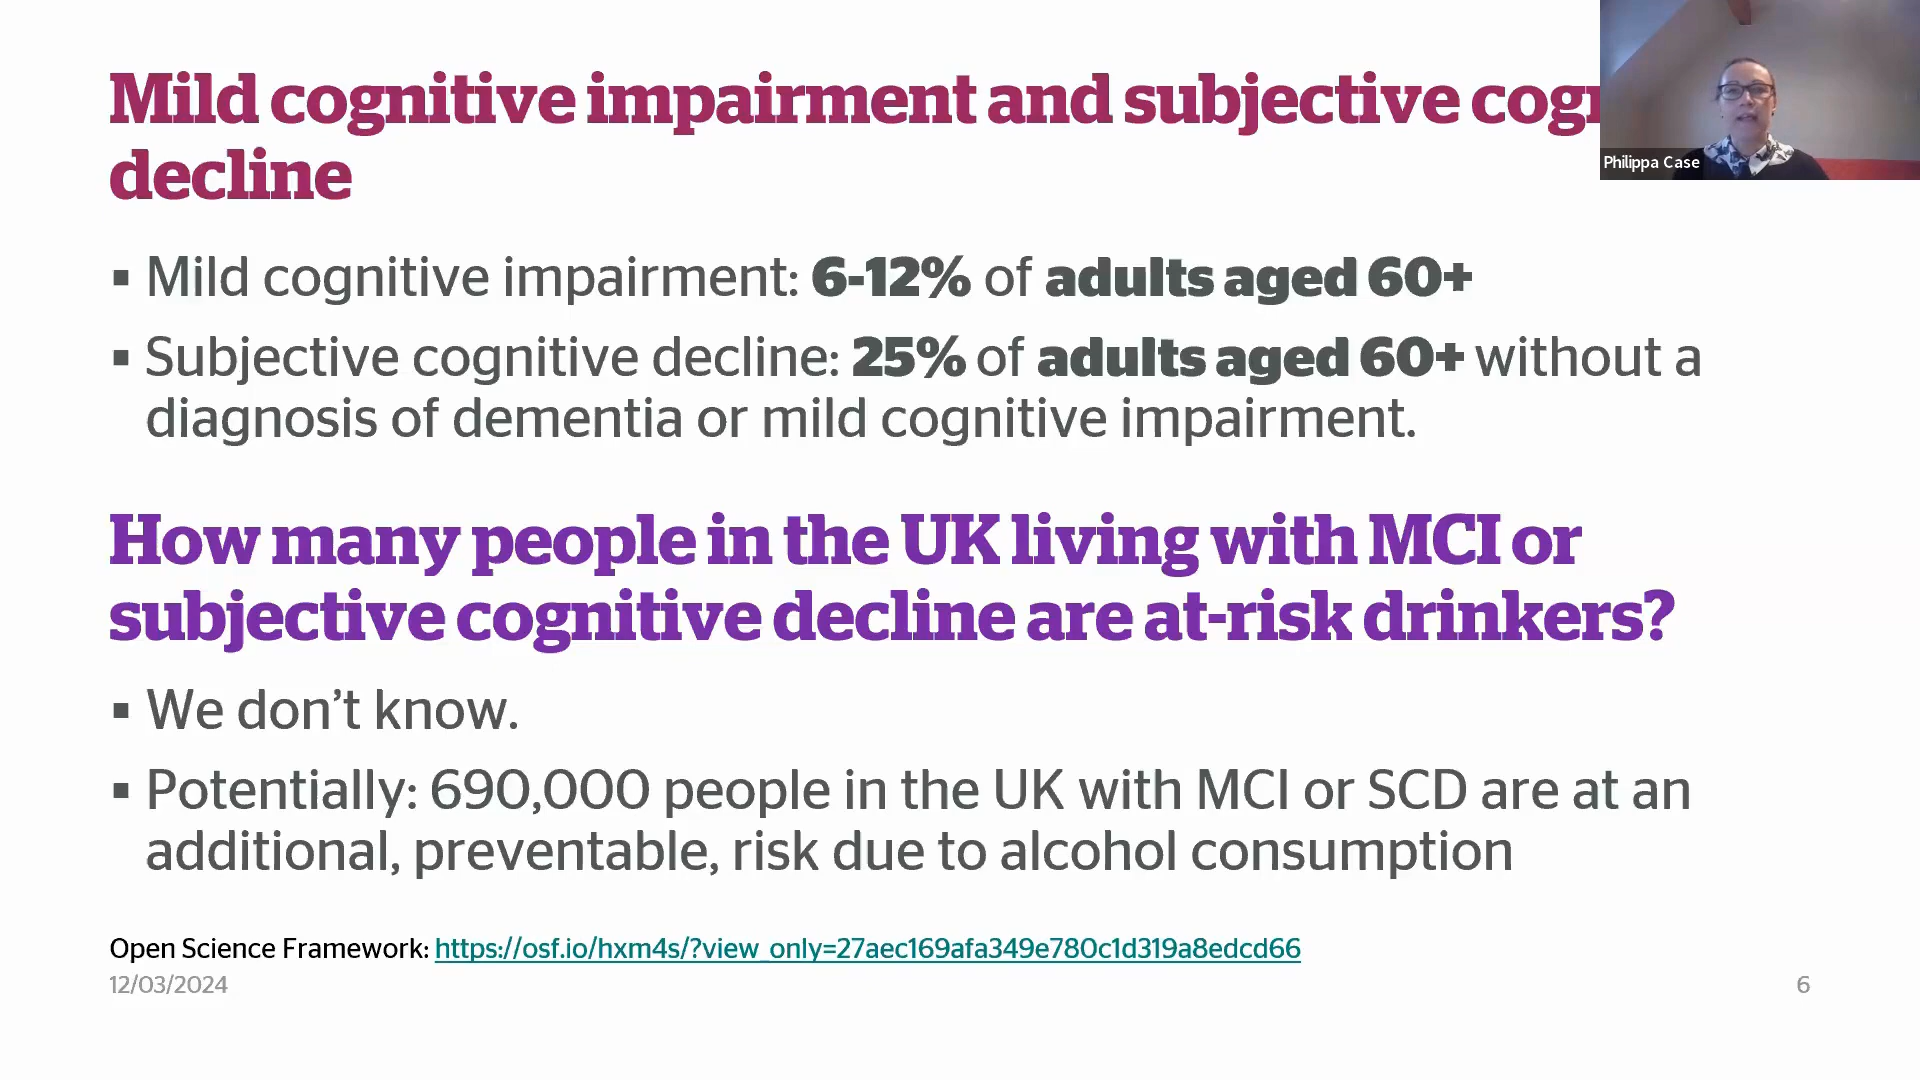 Mild cognitive impairment and subjective
decline
Philippa Case
▪ Mild cognitive impairment: 6-12% of adults aged 60+
▪ Subjective cognitive decline: 25% of adults aged 60+ without a
diagnosis of dementia or mild cognitive impairment.
How many people in the UK living with MCI or
subjective cognitive decline are at-risk drinkers?
▪ We don’t know.
▪ Potentially: 690,000 people in the UK with MCI or SCD are at an
additional, preventable, risk due to alcohol consumption
Open Science Framework: https://osf.io/hxm4s/?view_only=27aec169afa349e780c1d319a8edcd66
12/03/2024
6